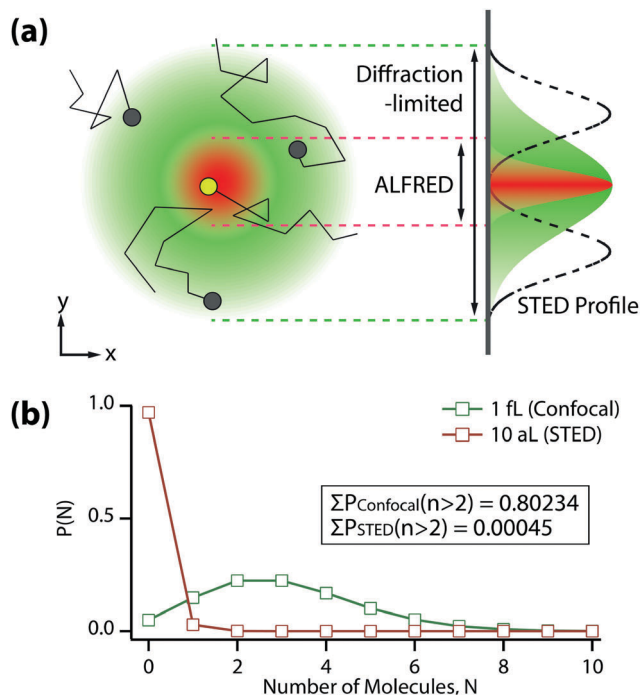 (a)
Diffraction
-limited
ALFRED
STED Profile
y
x
(b)
1 fL (Confocal)
10 aL (STED)
ΣPConfocal(n>2) = 0.80234
ΣPSTED(n>2) = 0.00045
P(N)
1.0
0.5
0.0
0 2 4 6 8 10
Number of Molecules, N